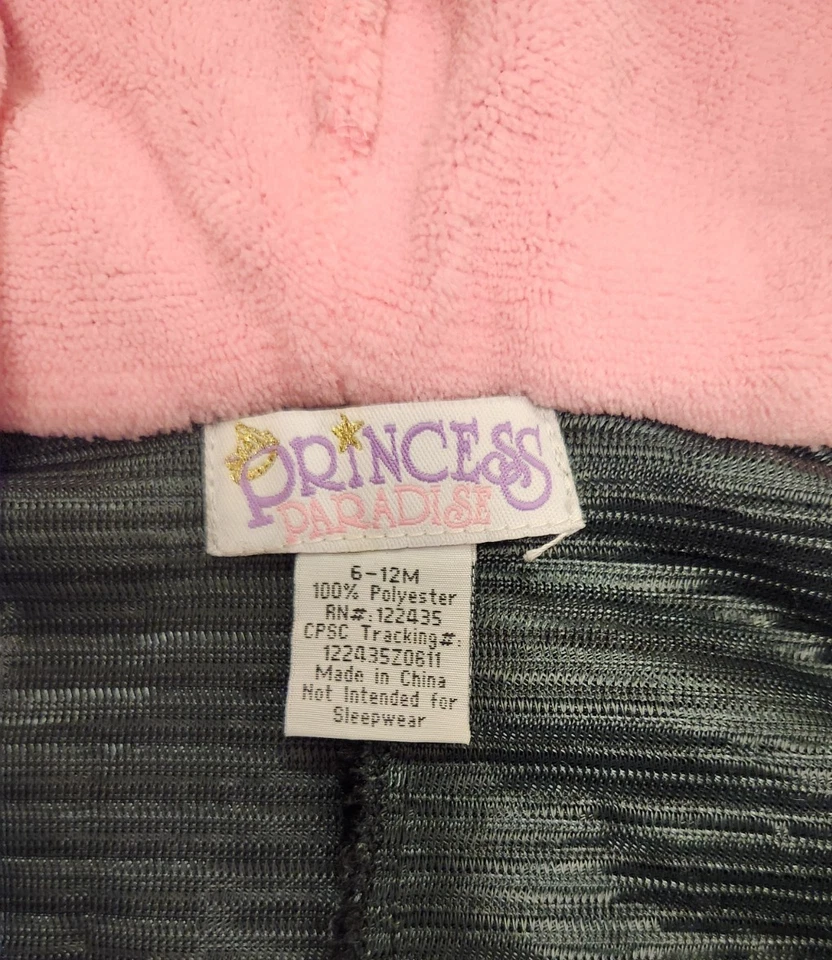 PRINCESS
PARADISE
6-12M
100% Polyester
RN#:122435
CPSC Tracking#:
122435Z0611
Made in China
Not Intended for
Sleepwear